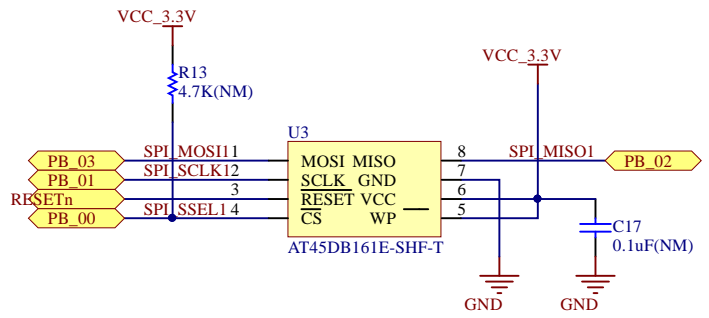 VCC_3.3V
R13
4.7K(NM)
VCC_3.3V
U3
PB_03 SPI_MOSI1 1 MOSI MISO 8 SPI_MISO1 PB_02
PB_01 SPI_SCLK1 2 SCLK GND 7
RESETn 3 RESET VCC 6
PB_00 SPI_SSEL1 4 CS WP 5
AT45DB161E-SHF-T
C17
0.1uF(NM)
GND
GND